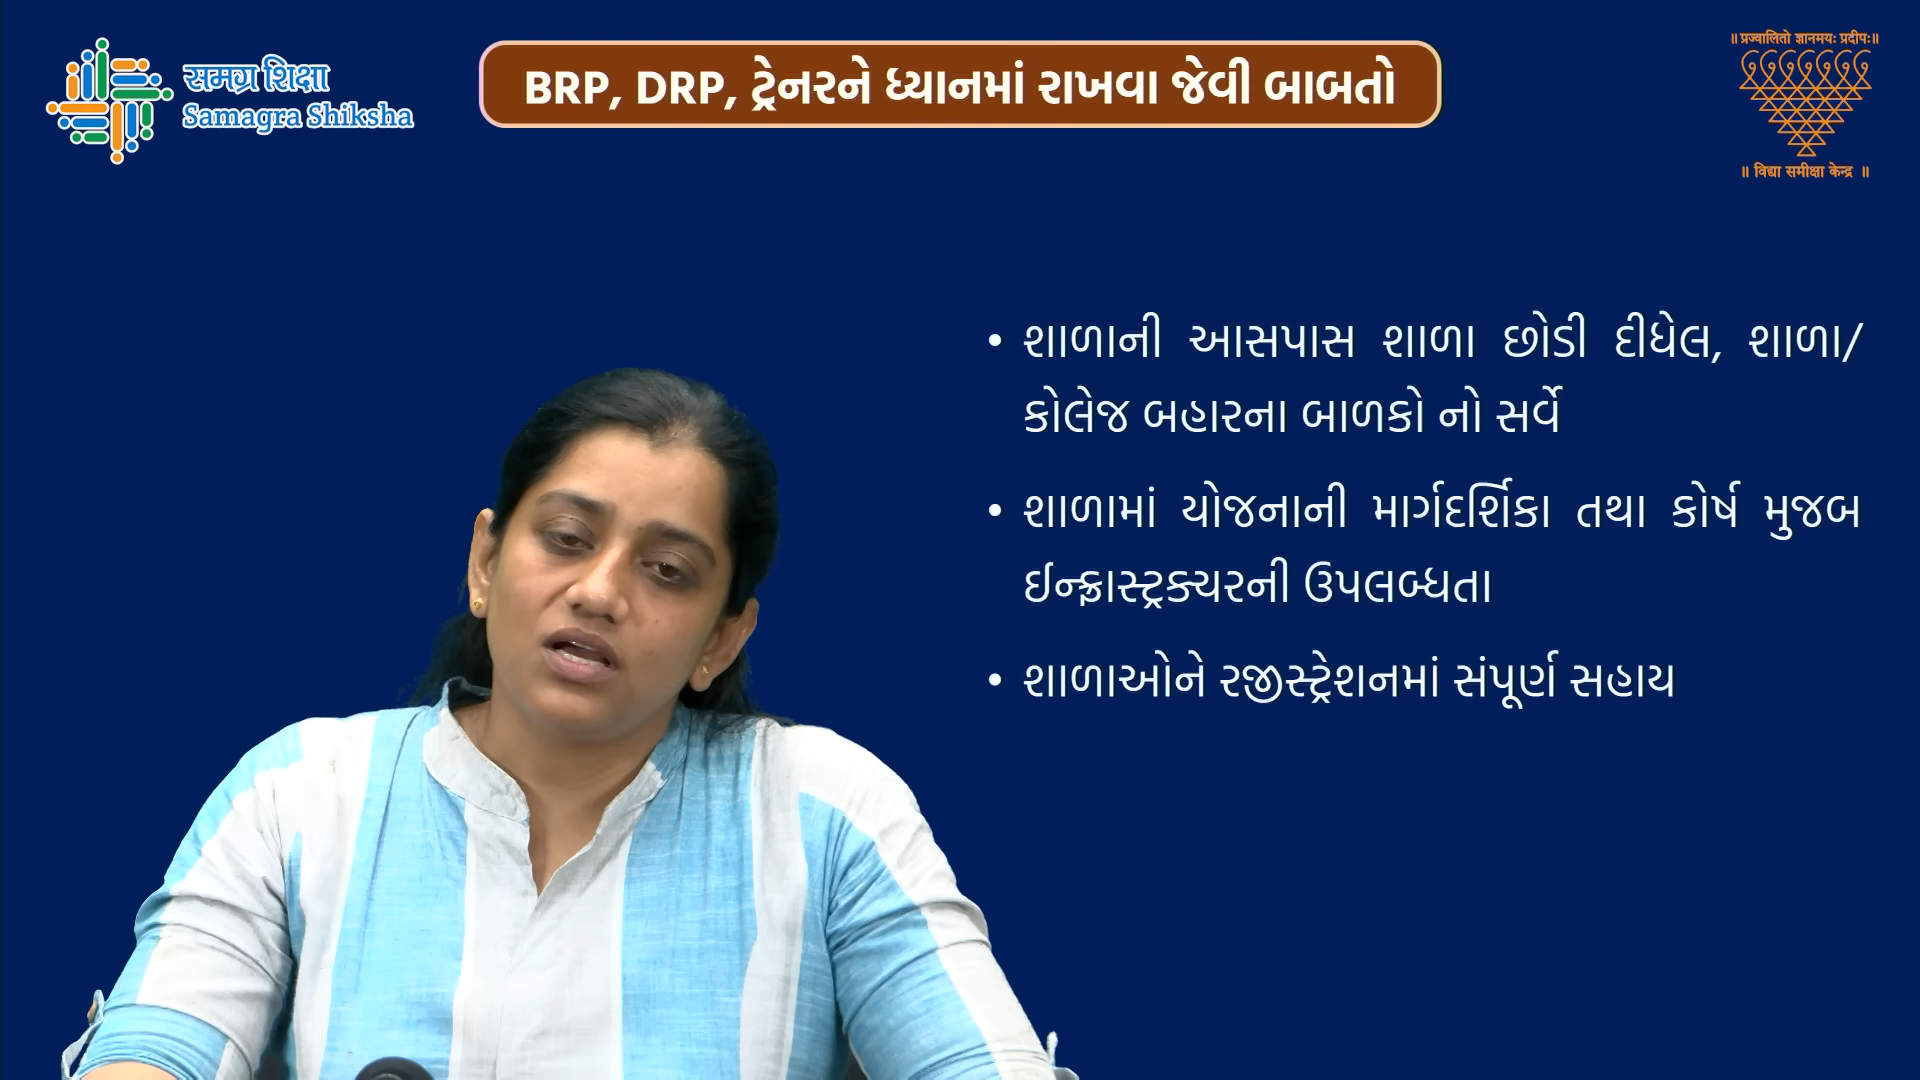 समग्र शिक्षा
Samagra Shiksha
BRP, DRP, ટ્રેનરને ધ્યાનમાં રાખવા જેવી બાબતો
॥ प्रज्वालितो ज्ञानमयः प्रदीपः॥
॥ विद्या समीक्षा केन्द्र ॥
• શાળાની આસપાસ શાળા છોડી દીધેલ, શાળા/
કોલેજ બહારના બાળકો નો સર્વે
• શાળામાં યોજનાની માર્ગદર્શિકા તથા કોર્ષ મુજબ
ઈન્ફ્રાસ્ટ્રક્ચરની ઉપલબ્ધતા
• શાળાઓને રજીસ્ટ્રેશનમાં સંપૂર્ણ સહાય